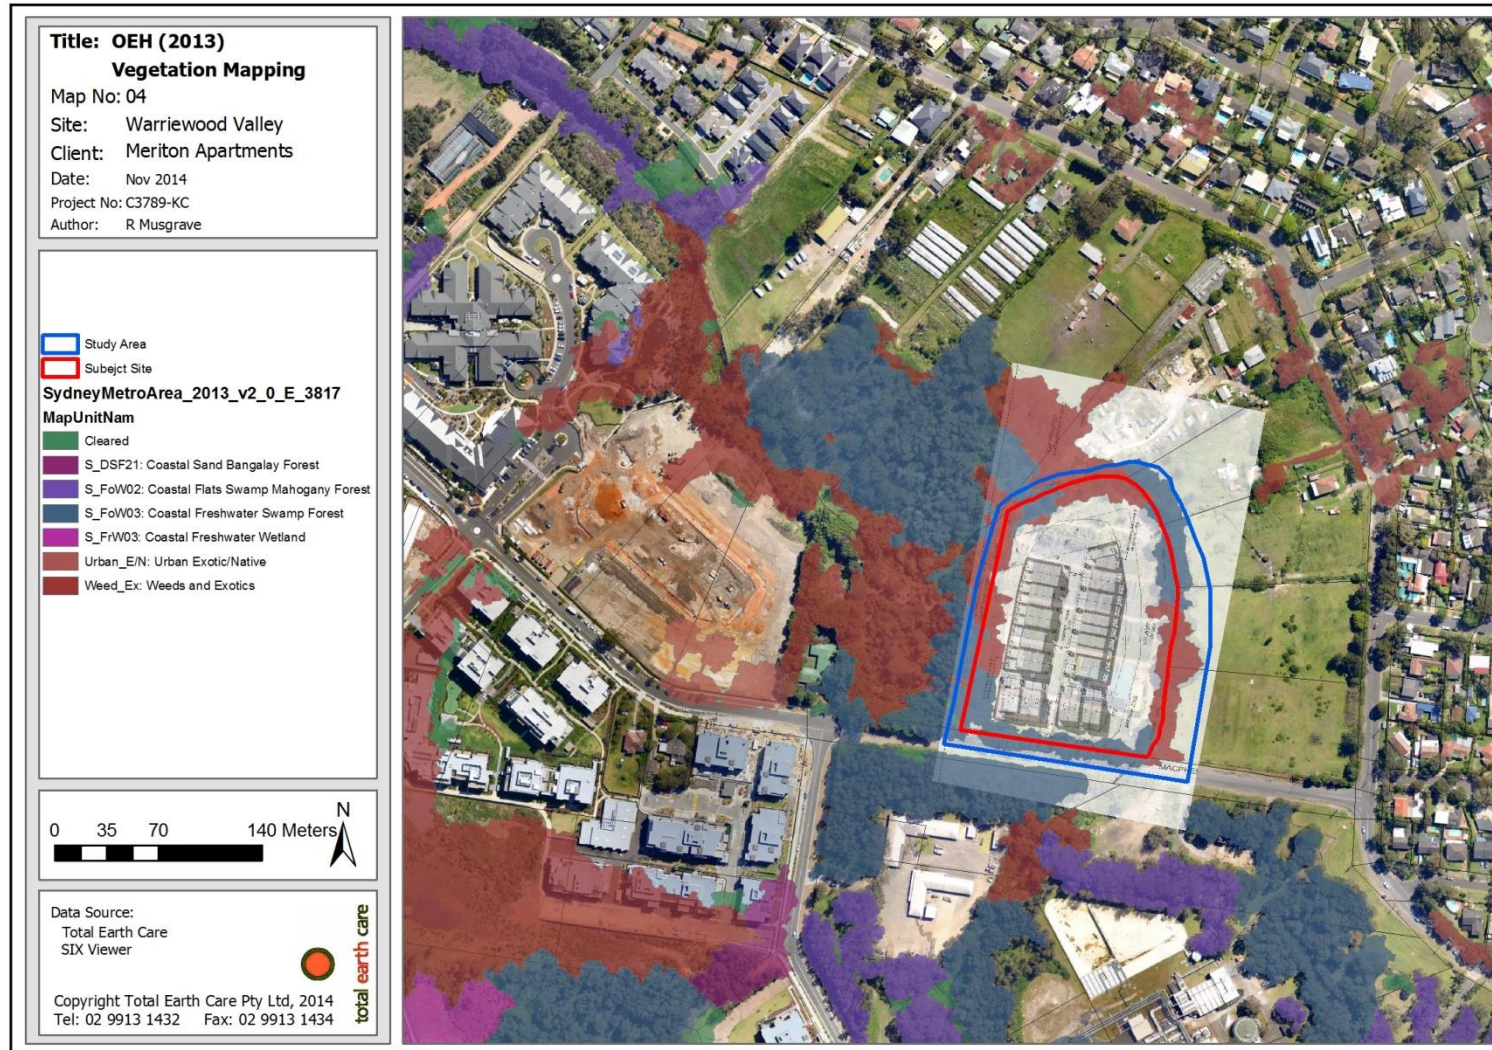 Title: OEH (2013)
Vegetation Mapping
Map No: 04
Site: Warriewood Valley
Client: Meriton Apartments
Date: Nov 2014
Project No: C3789-KC
Author: R Musgrave
Study Area
Subejct Site
SydneyMetroArea_2013_v2_0_E_3817
MapUnitNam
Cleared
S_DSF21: Coastal Sand Bangalay Forest
S_FoW02: Coastal Flats Swamp Mahogany Forest
S_FoW03: Coastal Freshwater Swamp Forest
S_FrW03: Coastal Freshwater Wetland
Urban_E/N: Urban Exotic/Native
Weed_Ex: Weeds and Exotics
N
0 35 70 140 Meters
Data Source:
Total Earth Care
SIX Viewer
total earth care
Copyright Total Earth Care Pty Ltd, 2014
Tel: 02 9913 1432 Fax: 02 9913 1434